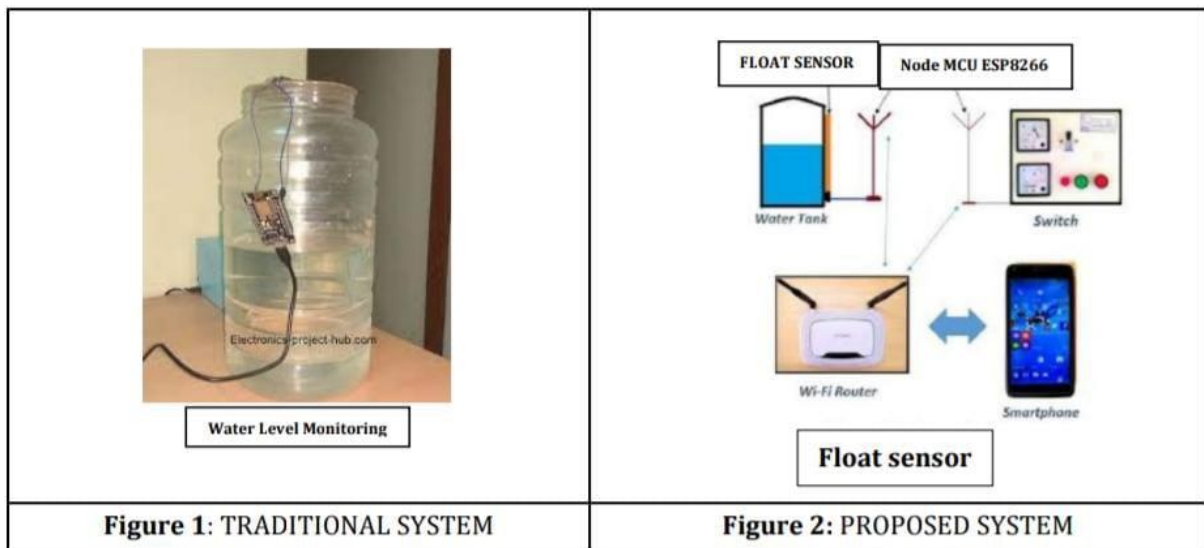 Electronics-project-hub.com
Water Level Monitoring
Figure 1: TRADITIONAL SYSTEM
FLOAT SENSOR
Node MCU ESP8266
Water Tank
Switch
Wi-Fi Router
Smartphone
Float sensor
Figure 2: PROPOSED SYSTEM